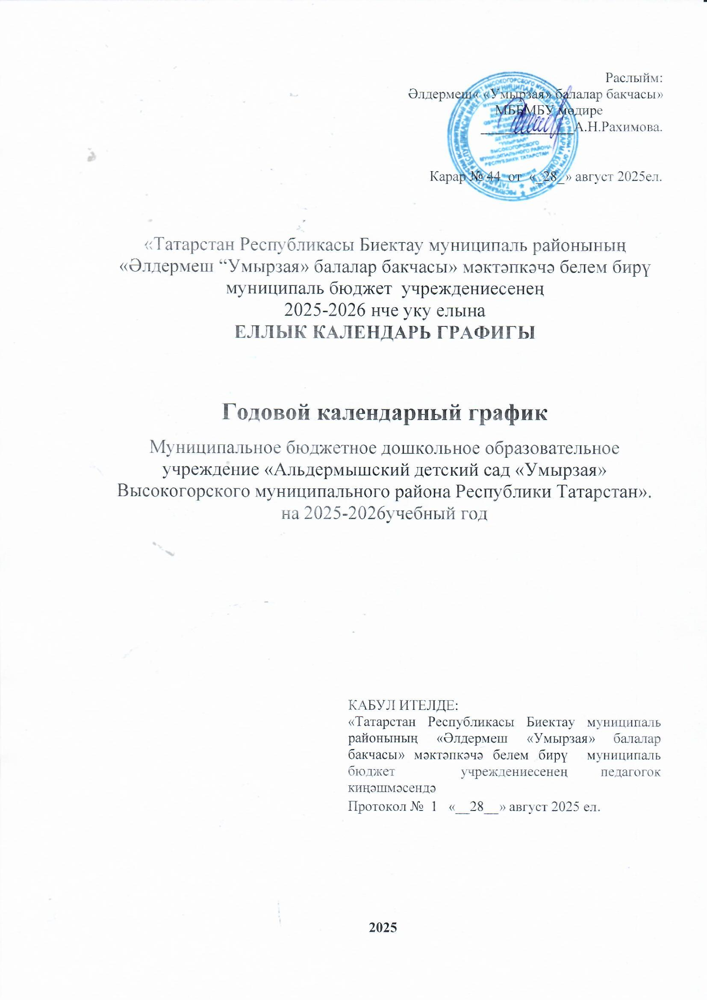 Раслыйм:
Әлдермеш« «Умырзая» балалар бакчасы»
МББМБУ мөдире
_____________А.Н.Рахимова.
Карар № 44 от «_28_» август 2025ел.
«Татарстан Республикасы Биектау муниципаль районының
«Әлдермеш “Умырзая» балалар бакчасы» мәктәпкәчә белем бирү
муниципаль бюджет учреждениесенең
2025-2026 нче уку елына
ЕЛЛЫК КАЛЕНДАРЬ ГРАФИГЫ
Годовой календарный график
Муниципальное бюджетное дошкольное образовательное
учреждение «Альдермышский детский сад «Умырзая»
Высокогорского муниципального района Республики Татарстан».
на 2025-2026учебный год
КАБУЛ ИТЕЛДЕ:
«Татарстан Республикасы Биектау муниципаль
районының «Әлдермеш «Умырзая» балалар
бакчасы» мәктәпкәчә белем бирү муниципаль
бюджет учреждениесенең педагогок
киңәшмәсендә
Протокол № 1 «__28__» август 2025 ел.
2025